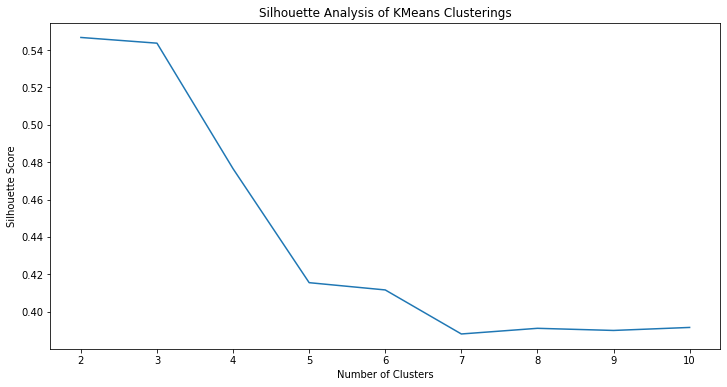 Silhouette Analysis of KMeans Clusterings
0.54
0.52
0.50
0.48
0.46
0.44
0.42
0.40
Silhouette Score
2 3 4 5 6 7 8 9 10
Number of Clusters